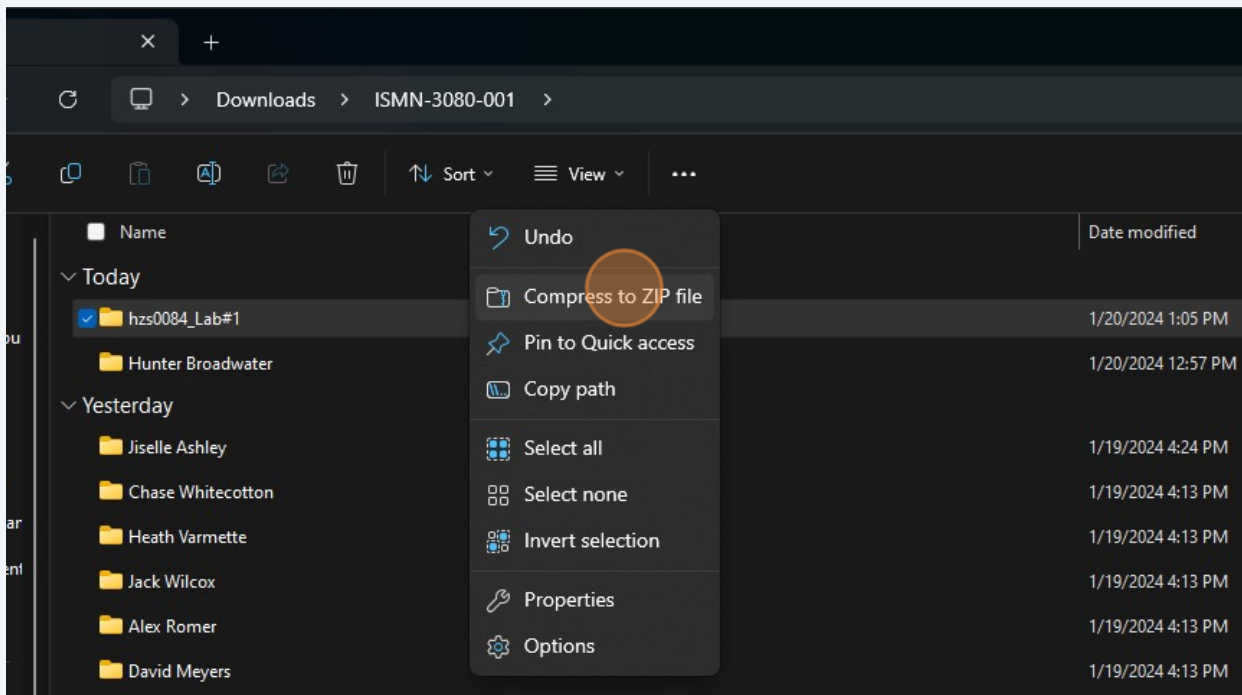 Downloads > ISMN-3080-001 >
Sort View
Name Date modified
Today
hzs0084_Lab#1 1/20/2024 1:05 PM
Hunter Broadwater 1/20/2024 12:57 PM
Yesterday
Jiselle Ashley 1/19/2024 4:24 PM
Chase Whitecotton 1/19/2024 4:13 PM
Heath Varmette 1/19/2024 4:13 PM
Jack Wilcox 1/19/2024 4:13 PM
Alex Romer 1/19/2024 4:13 PM
David Meyers 1/19/2024 4:13 PM
Undo
Compress to ZIP file
Pin to Quick access
Copy path
Select all
Select none
Invert selection
Properties
Options